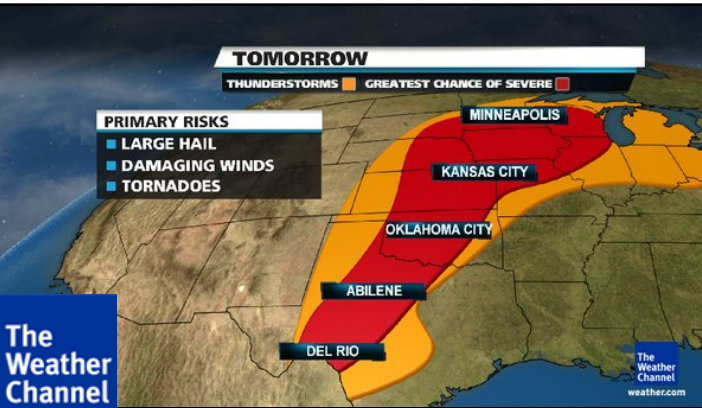 TOMORROW
THUNDERSTORMS GREATEST CHANCE OF SEVERE
PRIMARY RISKS
LARGE HAIL
DAMAGING WINDS
TORNADOES
MINNEAPOLIS
KANSAS CITY
OKLAHOMA CITY
ABILENE
DEL RIO
The
Weather
Channel
The
Weather
Channel
weather.com